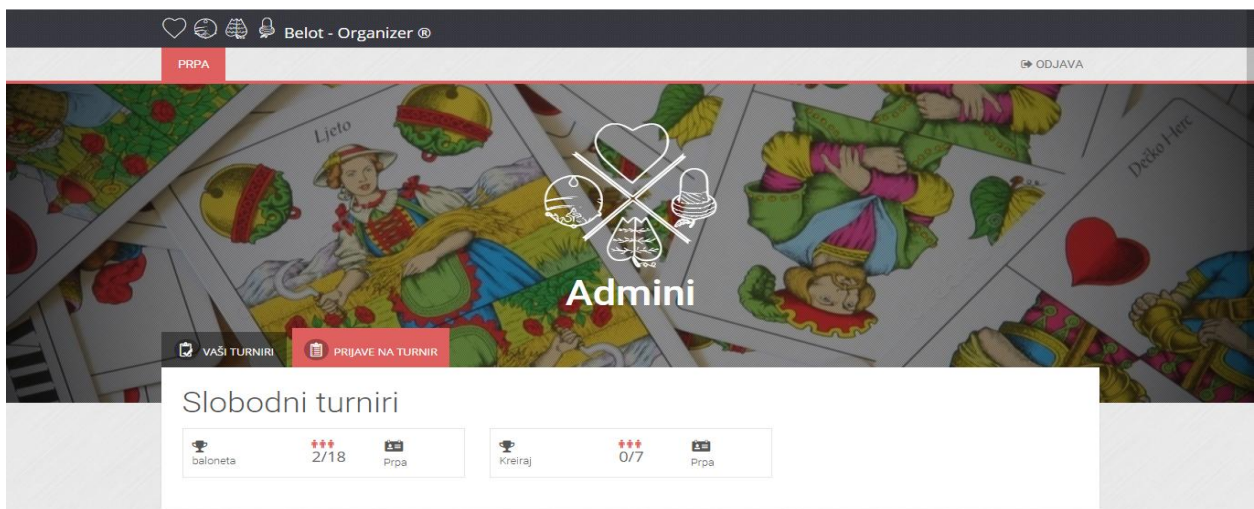 Belot - Organizer ®
PRPA
ODJAVA
Ljeto
Dečko Herc
Admini
VAŠI TURNIRI
PRIJAVE NA TURNIR
Slobodni turniri
baloneta
2/18
Prpa
Kreiraj
0/7
Prpa